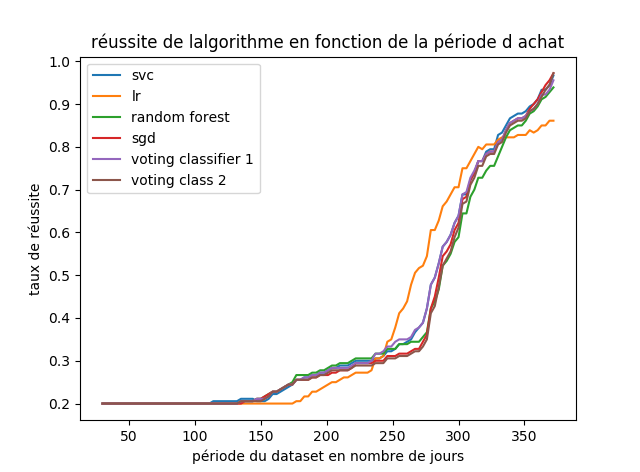 réussite de lalgorithme en fonction de la période d achat
1.0
0.9
0.8
0.7
0.6
0.5
0.4
0.3
0.2
taux de réussite
svc
lr
random forest
sgd
voting classifier 1
voting class 2
50
100
150
200
250
300
350
période du dataset en nombre de jours